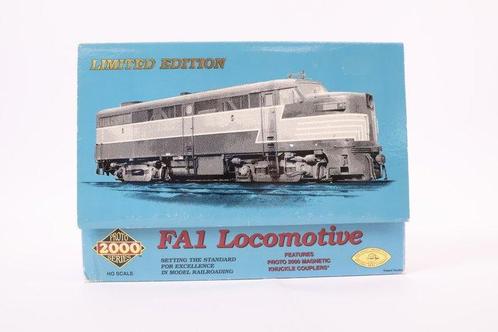 LIMITED EDITION
PROTO
2000
SERIES
HO SCALE
FA1 Locomotive
SETTING THE STANDARD
FOR EXCELLENCE
IN MODEL RAILROADING
FEATURES
PROTO 2000 MAGNETIC
KNUCKLE COUPLERS